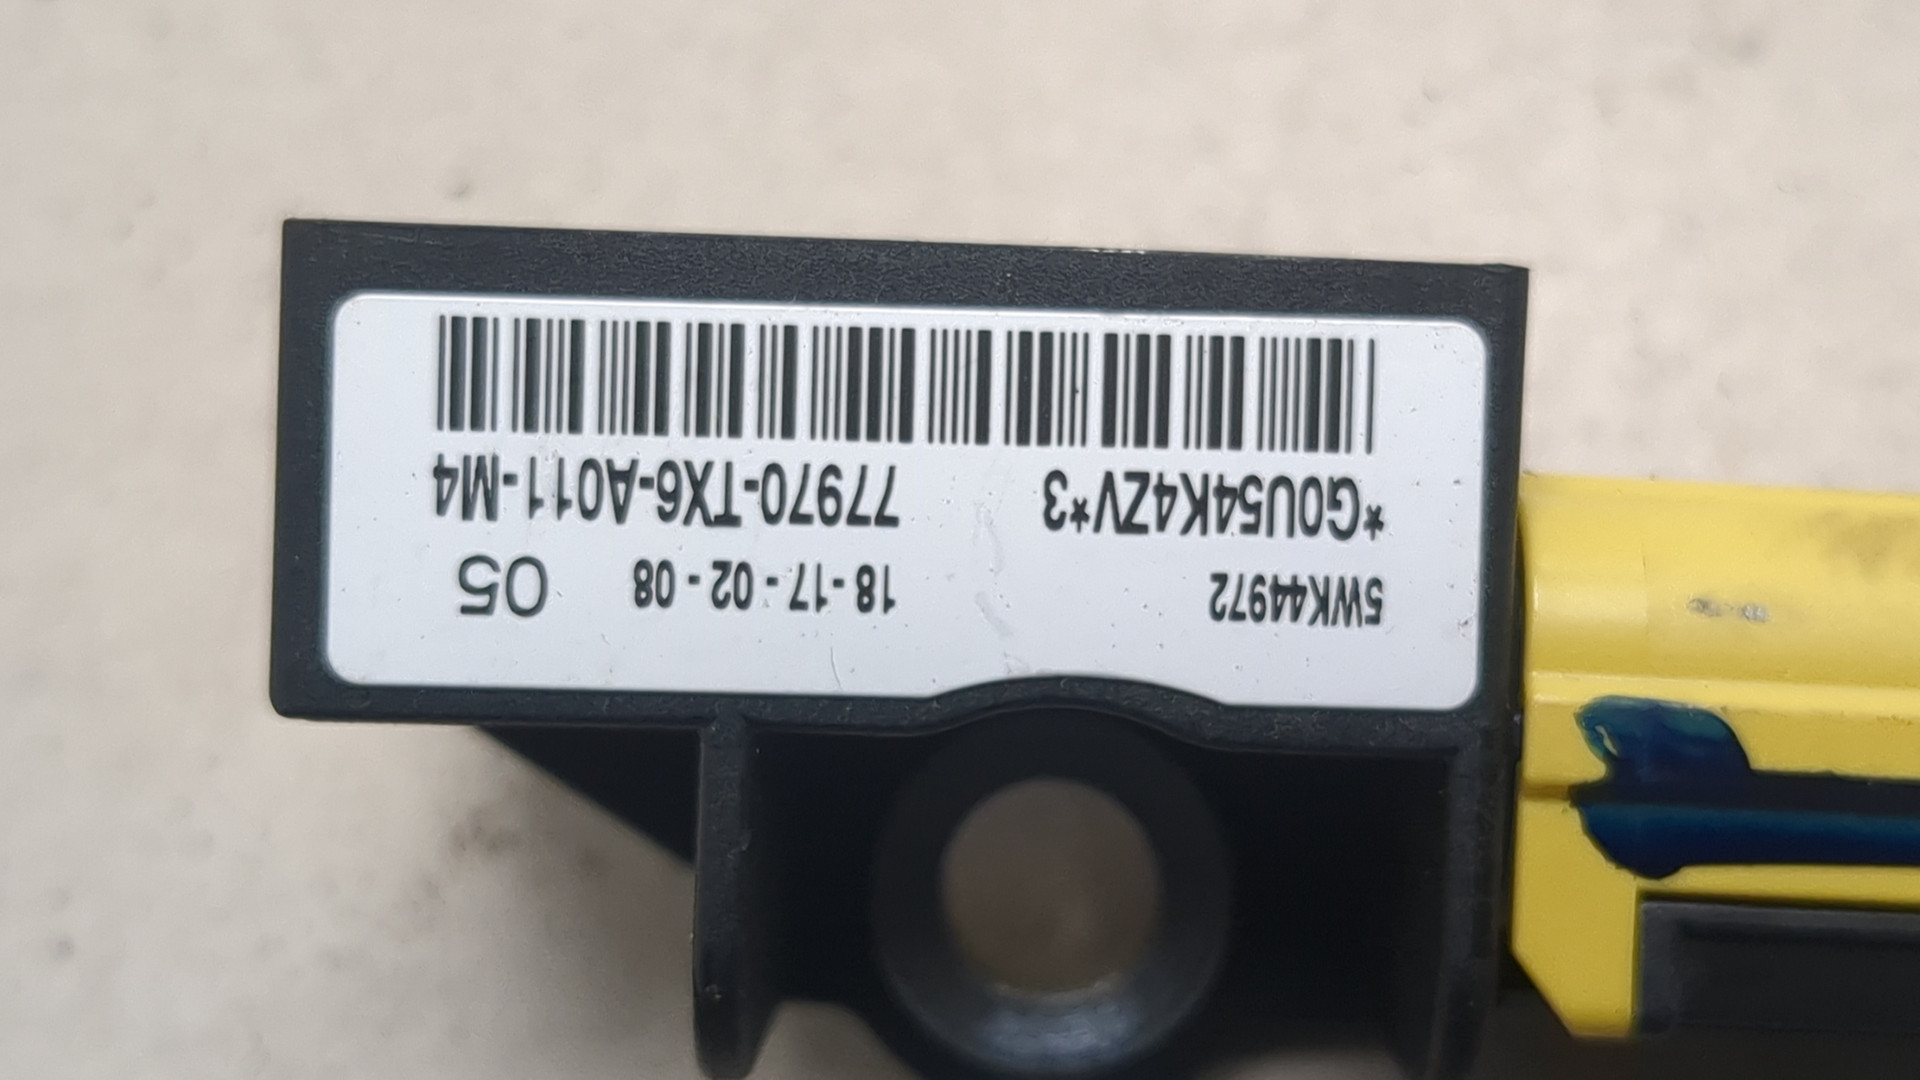 5WK44972 18-17-02-08 05
*G0U54K4ZV*3 77970-TX6-A011-M4